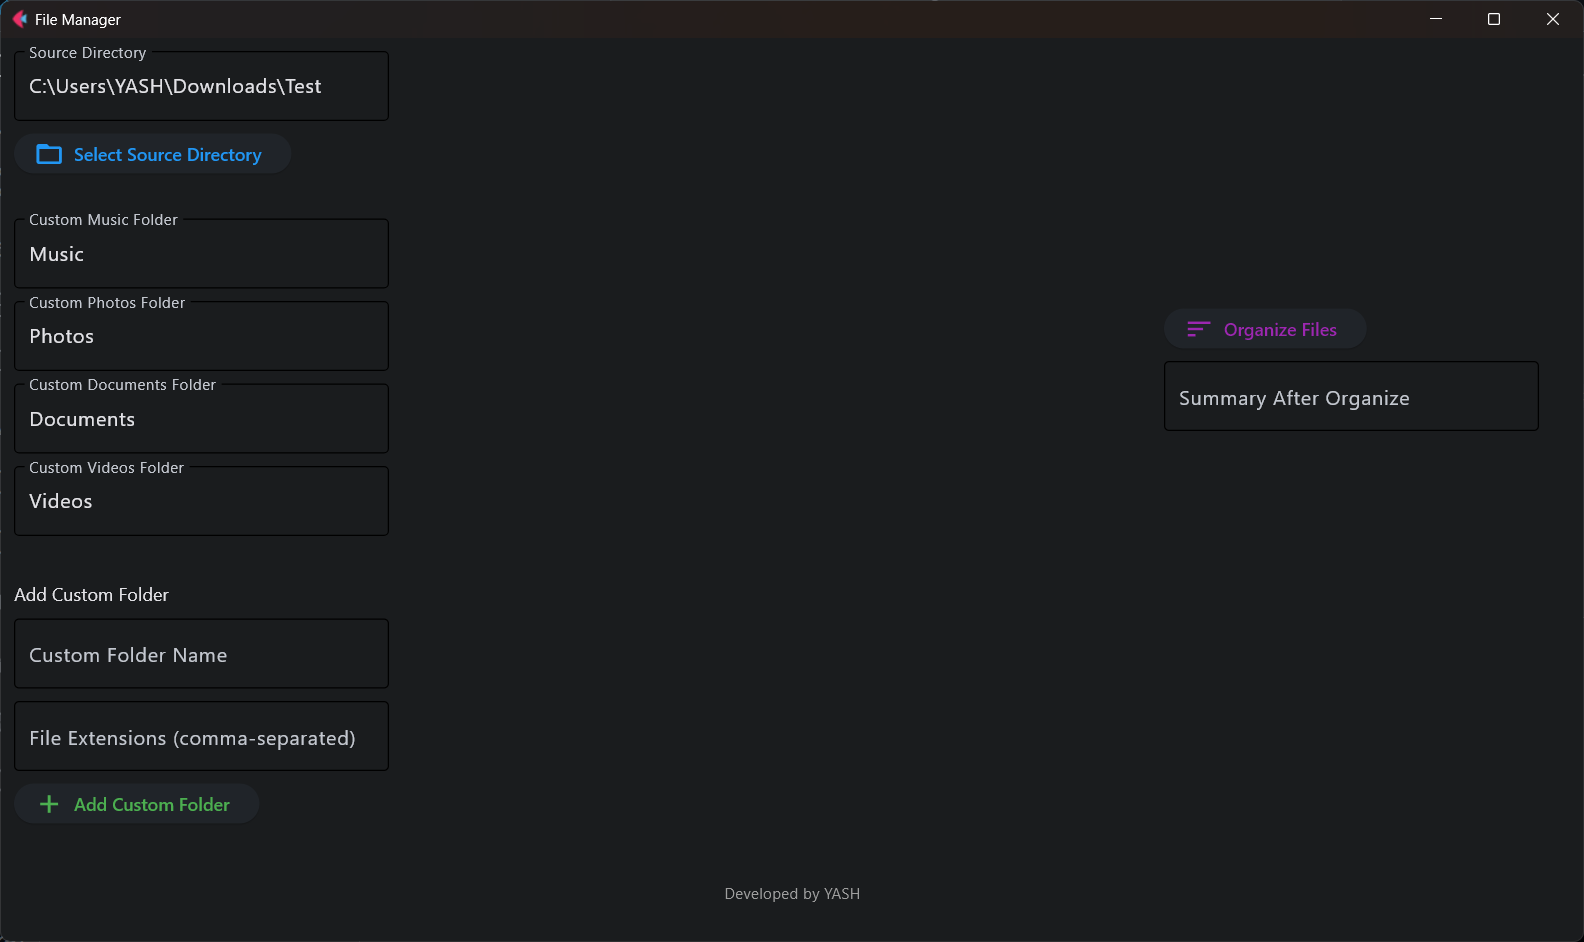 File Manager
Source Directory
C:\Users\YASH\Downloads\Test
Select Source Directory
Custom Music Folder
Music
Custom Photos Folder
Photos
Custom Documents Folder
Documents
Custom Videos Folder
Videos
Add Custom Folder
Custom Folder Name
File Extensions (comma-separated)
Add Custom Folder
Organize Files
Summary After Organize
Developed by YASH